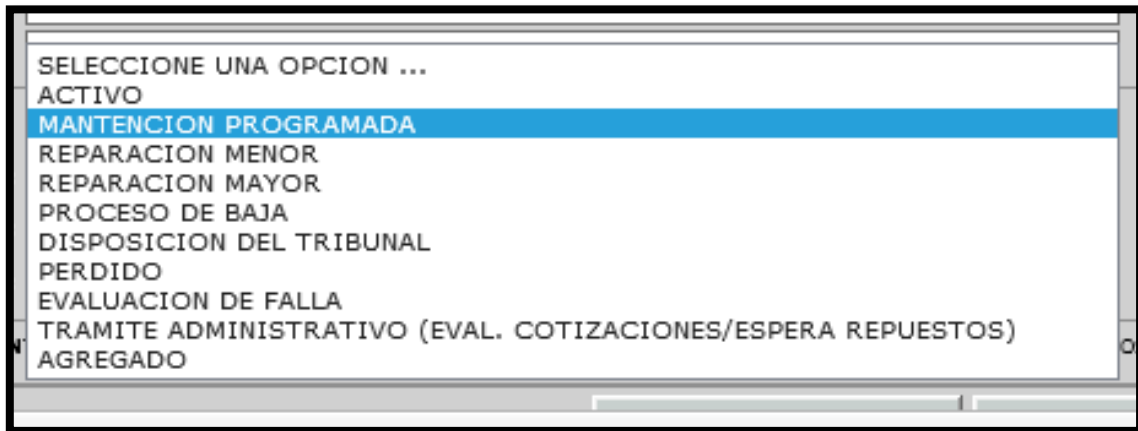 SELECCIONE UNA OPCION ...
ACTIVO
MANTENCION PROGRAMADA
REPARACION MENOR
REPARACION MAYOR
PROCESO DE BAJA
DISPOSICION DEL TRIBUNAL
PERDIDO
EVALUACION DE FALLA
TRAMITE ADMINISTRATIVO (EVAL. COTIZACIONES/ESPERA REPUESTOS)
AGREGADO